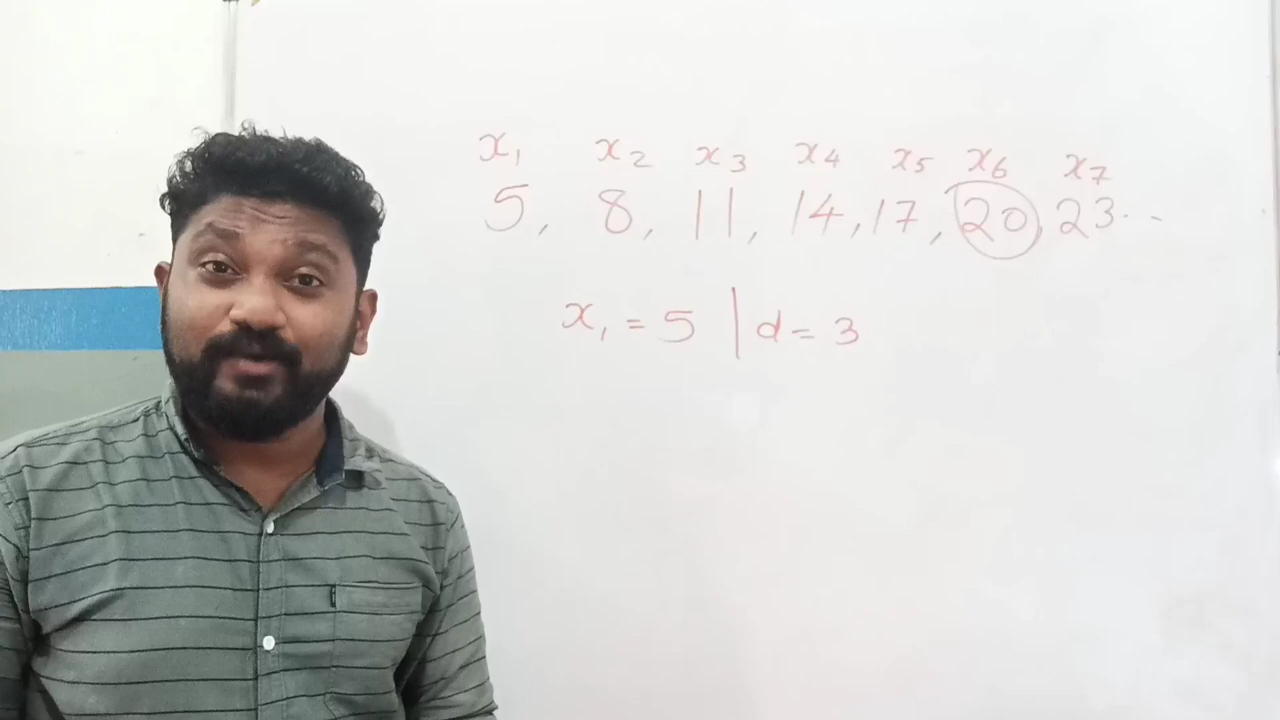 x₁ x₂ x₃ x₄ x₅ x₆ x₇
5, 8, 11, 14, 17, 20, 23...
x₁ = 5 | d = 3